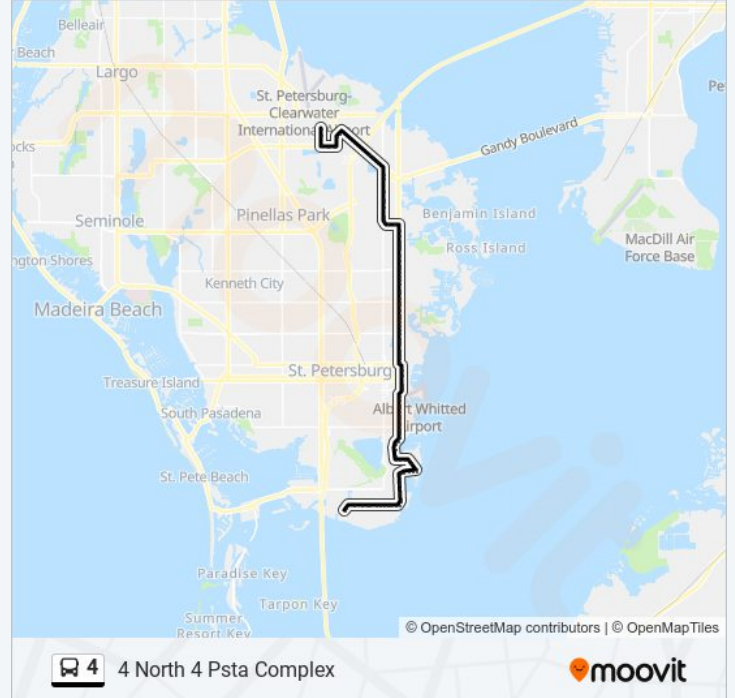 Belleair
Beach
Largo
St. Petersburg-
Clearwater
International Airport
Pe
ocks
Gandy Boulevard
Seminole
Pinellas Park
Benjamin Island
Ross Island
MacDill Air
Force Base
ngton Shores
Kenneth City
Madeira Beach
St. Petersburg
Treasure Island
South Pasadena
Albert Whitted
Airport
St. Pete Beach
Paradise Key
Tarpon Key
Summer
Resort Key
© OpenStreetMap contributors | © OpenMapTiles
4 4 North 4 Psta Complex
moovit